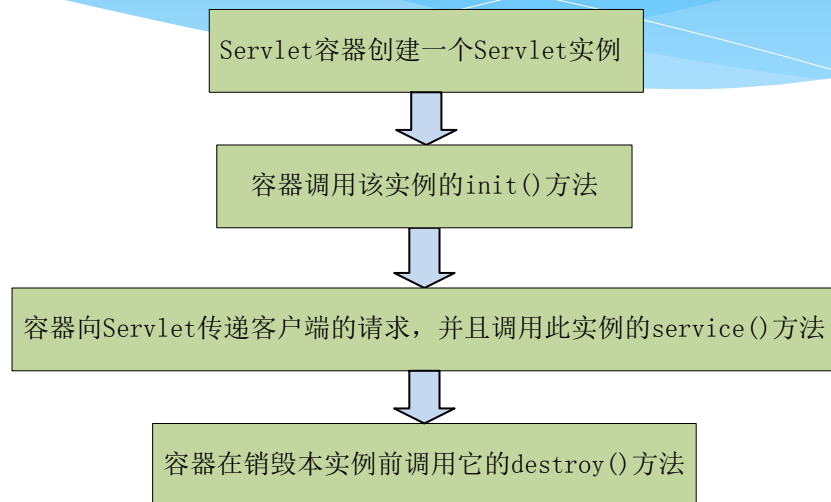 Servlet容器创建一个Servlet实例
容器调用该实例的init()方法
容器向Servlet传递客户端的请求，并且调用此实例的service()方法
容器在销毁本实例前调用它的destroy()方法